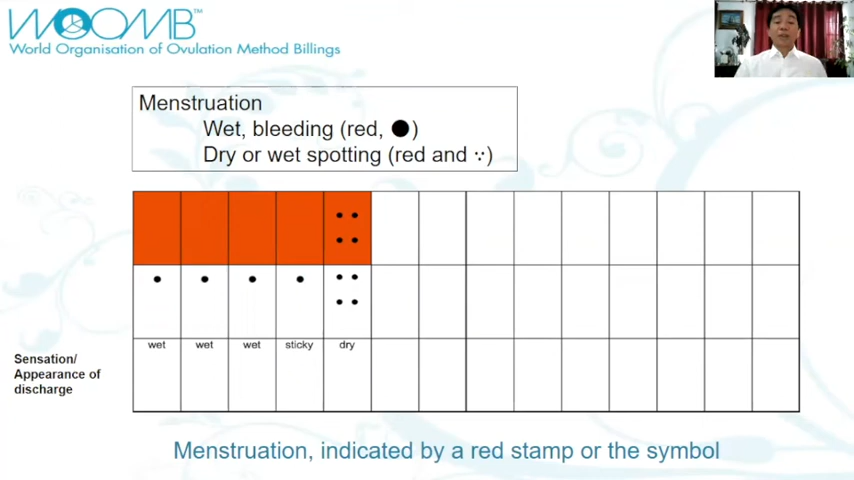 WOOMB™
World Organisation of Ovulation Method Billings
Menstruation
Wet, bleeding (red, ●)
Dry or wet spotting (red and ∵)
wet wet wet sticky dry
Sensation/
Appearance of
discharge
Menstruation, indicated by a red stamp or the symbol